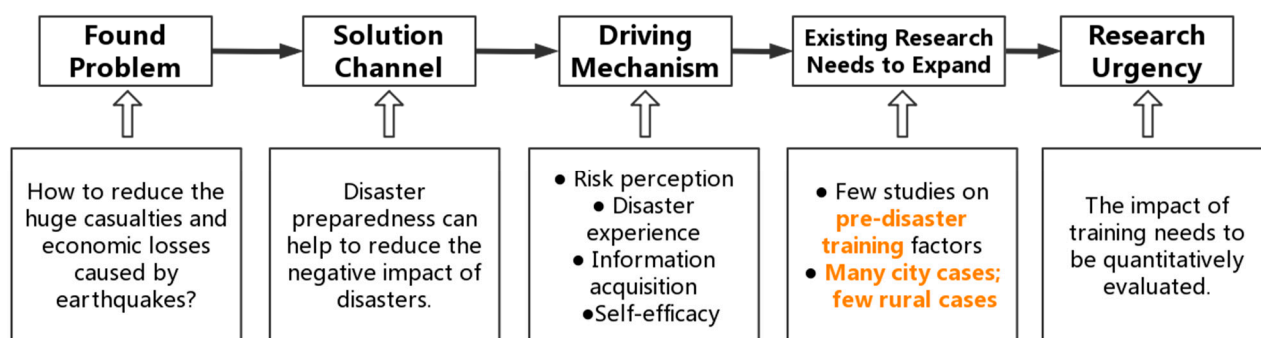 Found
Problem
Solution
Channel
Driving
Mechanism
Existing Research
Needs to Expand
Research
Urgency
How to reduce the
huge casualties and
economic losses
caused by
earthquakes?
Disaster
preparedness can
help to reduce the
negative impact of
disasters.
● Risk perception
● Disaster
experience
● Information
acquisition
●Self-efficacy
● Few studies on
pre-disaster
training factors
● Many city cases;
few rural cases
The impact of
training needs to
be quantitatively
evaluated.